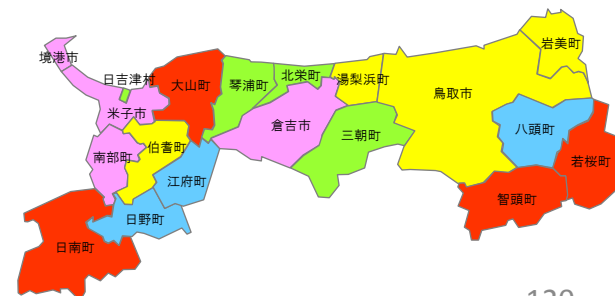 境港市
日吉津村
米子市
大山町
琴浦町
北栄町
湯梨浜町
鳥取市
岩美町
南部町
伯耆町
倉吉市
三朝町
八頭町
若桜町
江府町
日野町
日南町
智頭町